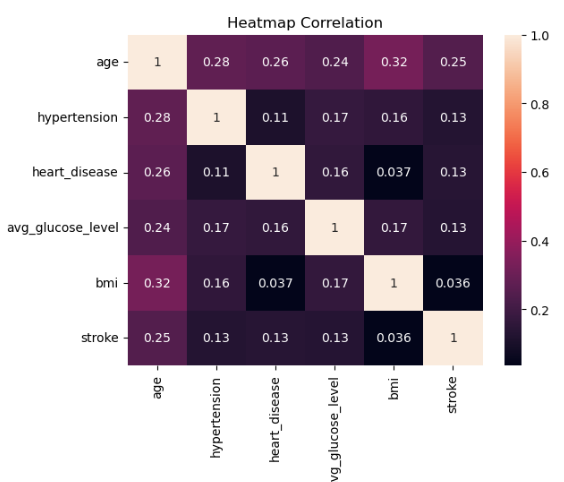 Heatmap Correlation
age 1 0.28 0.26 0.24 0.32 0.25
hypertension 0.28 1 0.11 0.17 0.16 0.13
heart_disease 0.26 0.11 1 0.16 0.037 0.13
avg_glucose_level 0.24 0.17 0.16 1 0.17 0.13
bmi 0.32 0.16 0.037 0.17 1 0.036
stroke 0.25 0.13 0.13 0.13 0.036 1
age
hypertension
heart_disease
vg_glucose_level
bmi
stroke
1.0
0.8
0.6
0.4
0.2